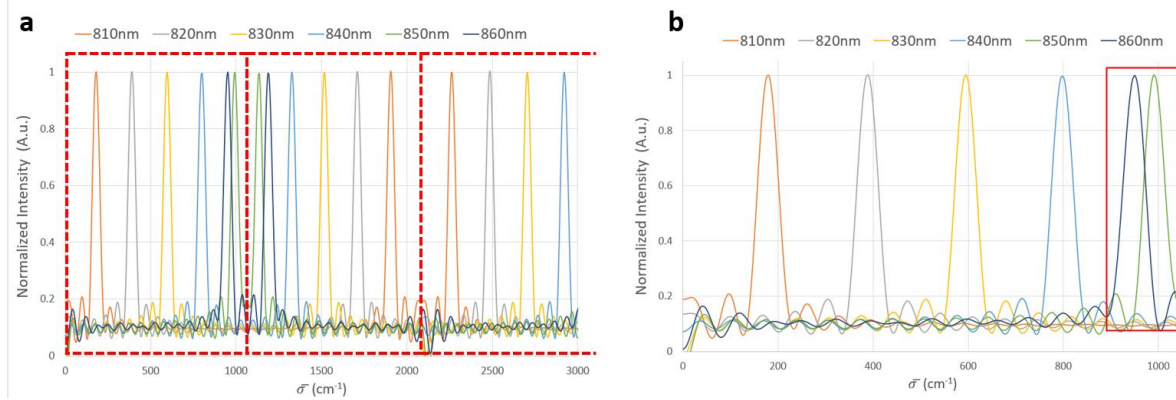 a
810nm 820nm 830nm 840nm 850nm 860nm
1
0.8
0.6
0.4
0.2
0
Normalized Intensity (A.u.)
0 500 1000 1500 2000 2500 3000
σ̄ (cm⁻¹)
b
810nm 820nm 830nm 840nm 850nm 860nm
1
0.8
0.6
0.4
0.2
0
Normalized Intensity (A.u.)
0 200 400 600 800 1000
σ̄ (cm⁻¹)